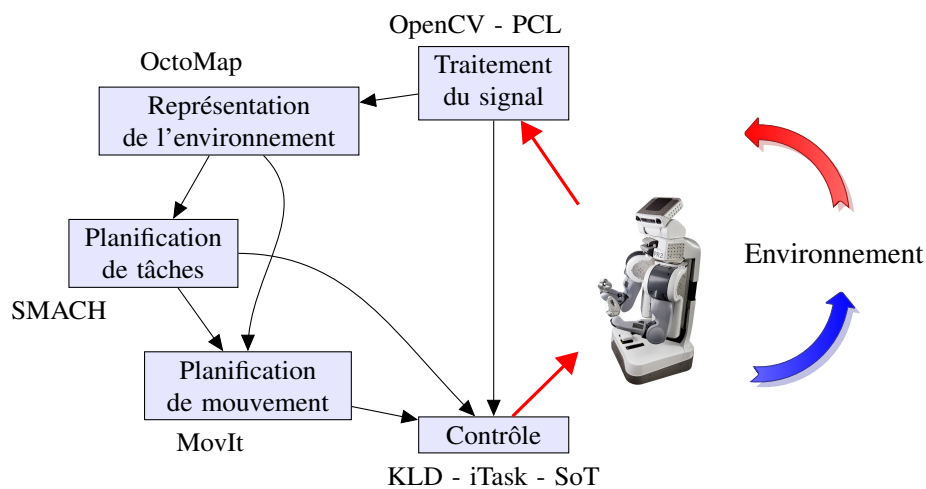 OpenCV - PCL
Traitement
du signal
OctoMap
Représentation
de l'environnement
Planification
de tâches
SMACH
Environnement
Planification
de mouvement
MovIt
Contrôle
KLD - iTask - SoT
PR2